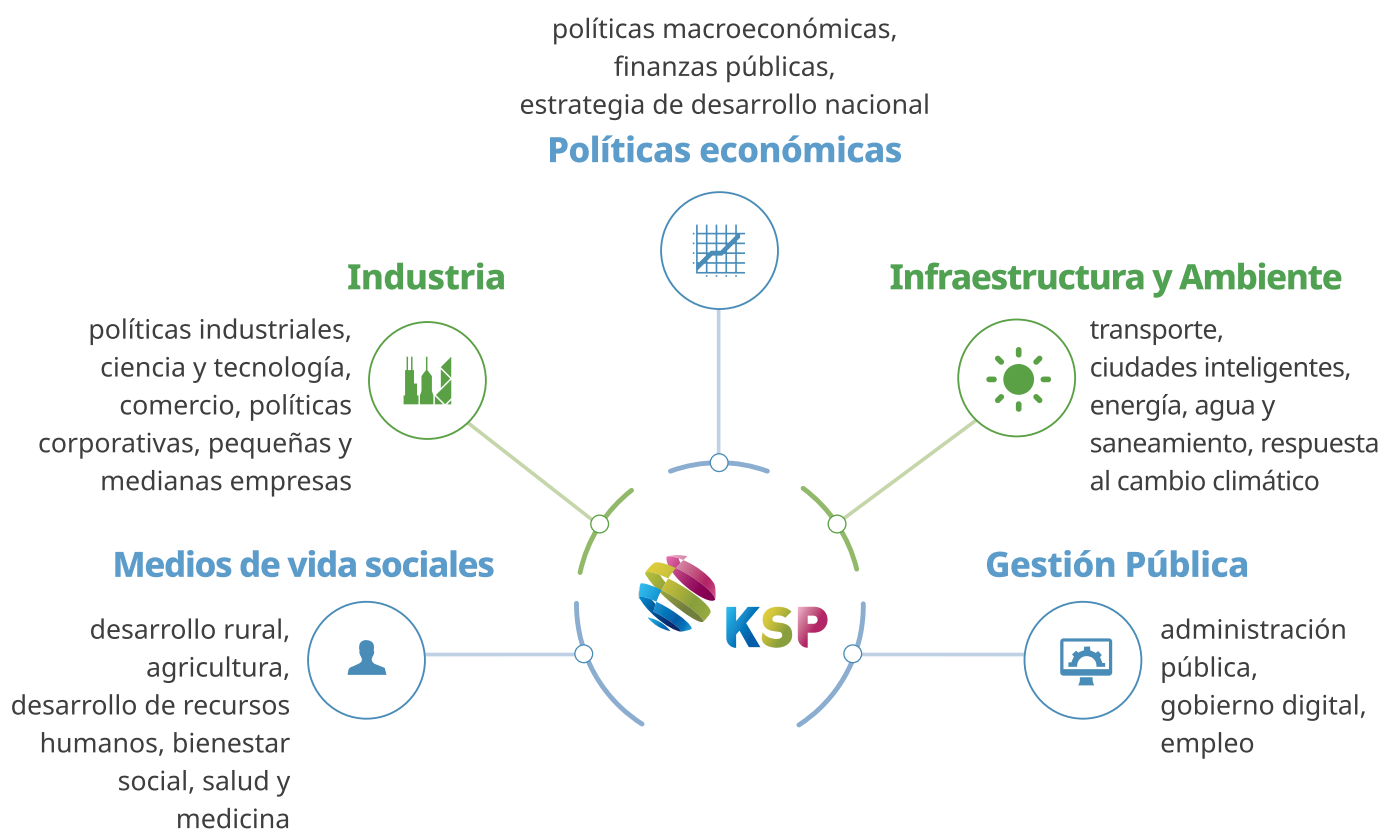 políticas macroeconómicas,
finanzas públicas,
estrategia de desarrollo nacional
Políticas económicas
Industria
políticas industriales,
ciencia y tecnología,
comercio, políticas
corporativas, pequeñas y
medianas empresas
Infraestructura y Ambiente
transporte,
ciudades inteligentes,
energía, agua y
saneamiento, respuesta
al cambio climático
Medios de vida sociales
desarrollo rural,
agricultura,
desarrollo de recursos
humanos, bienestar
social, salud y
medicina
KSP
Gestión Pública
administración
pública,
gobierno digital,
empleo